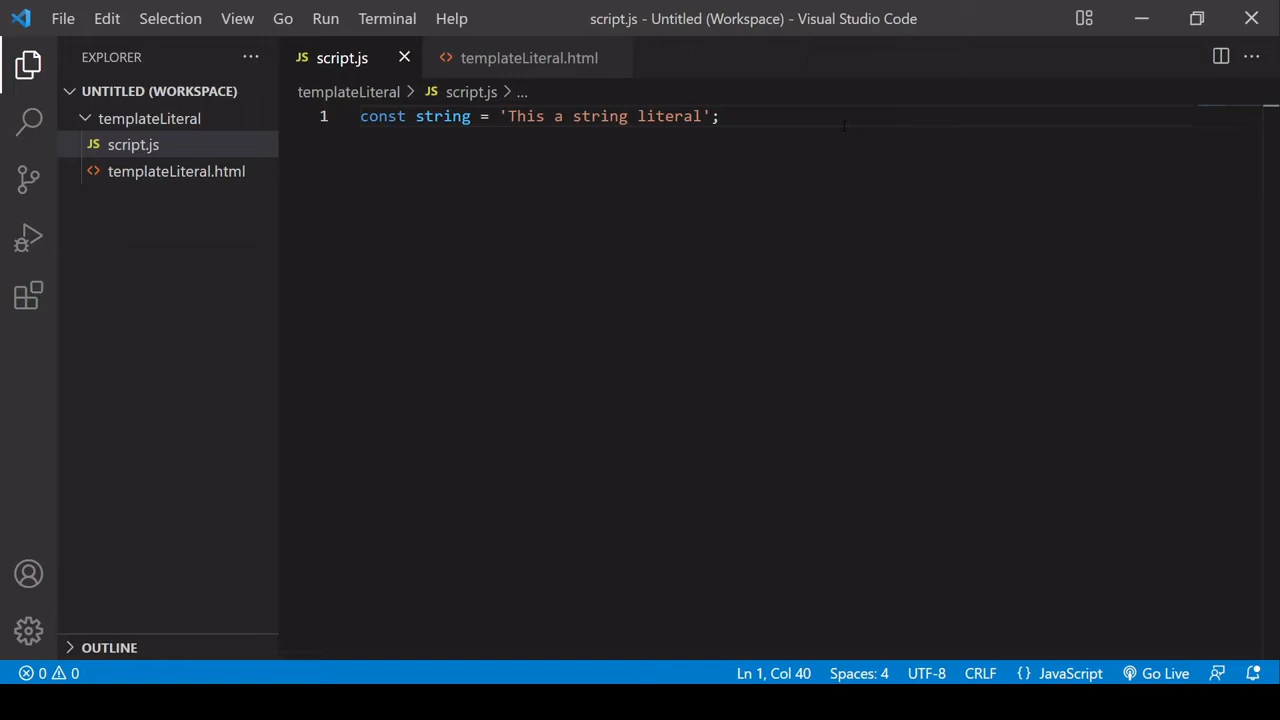 File Edit Selection View Go Run Terminal Help script.js - Untitled (Workspace) - Visual Studio Code
EXPLORER ... JS script.js templateLiteral.html ...
UNTITLED (WORKSPACE) templateLiteral > JS script.js > ...
templateLiteral 1 const string = 'This a string literal';
JS script.js
templateLiteral.html
OUTLINE
0 0 Ln 1, Col 40 Spaces: 4 UTF-8 CRLF {} JavaScript Go Live